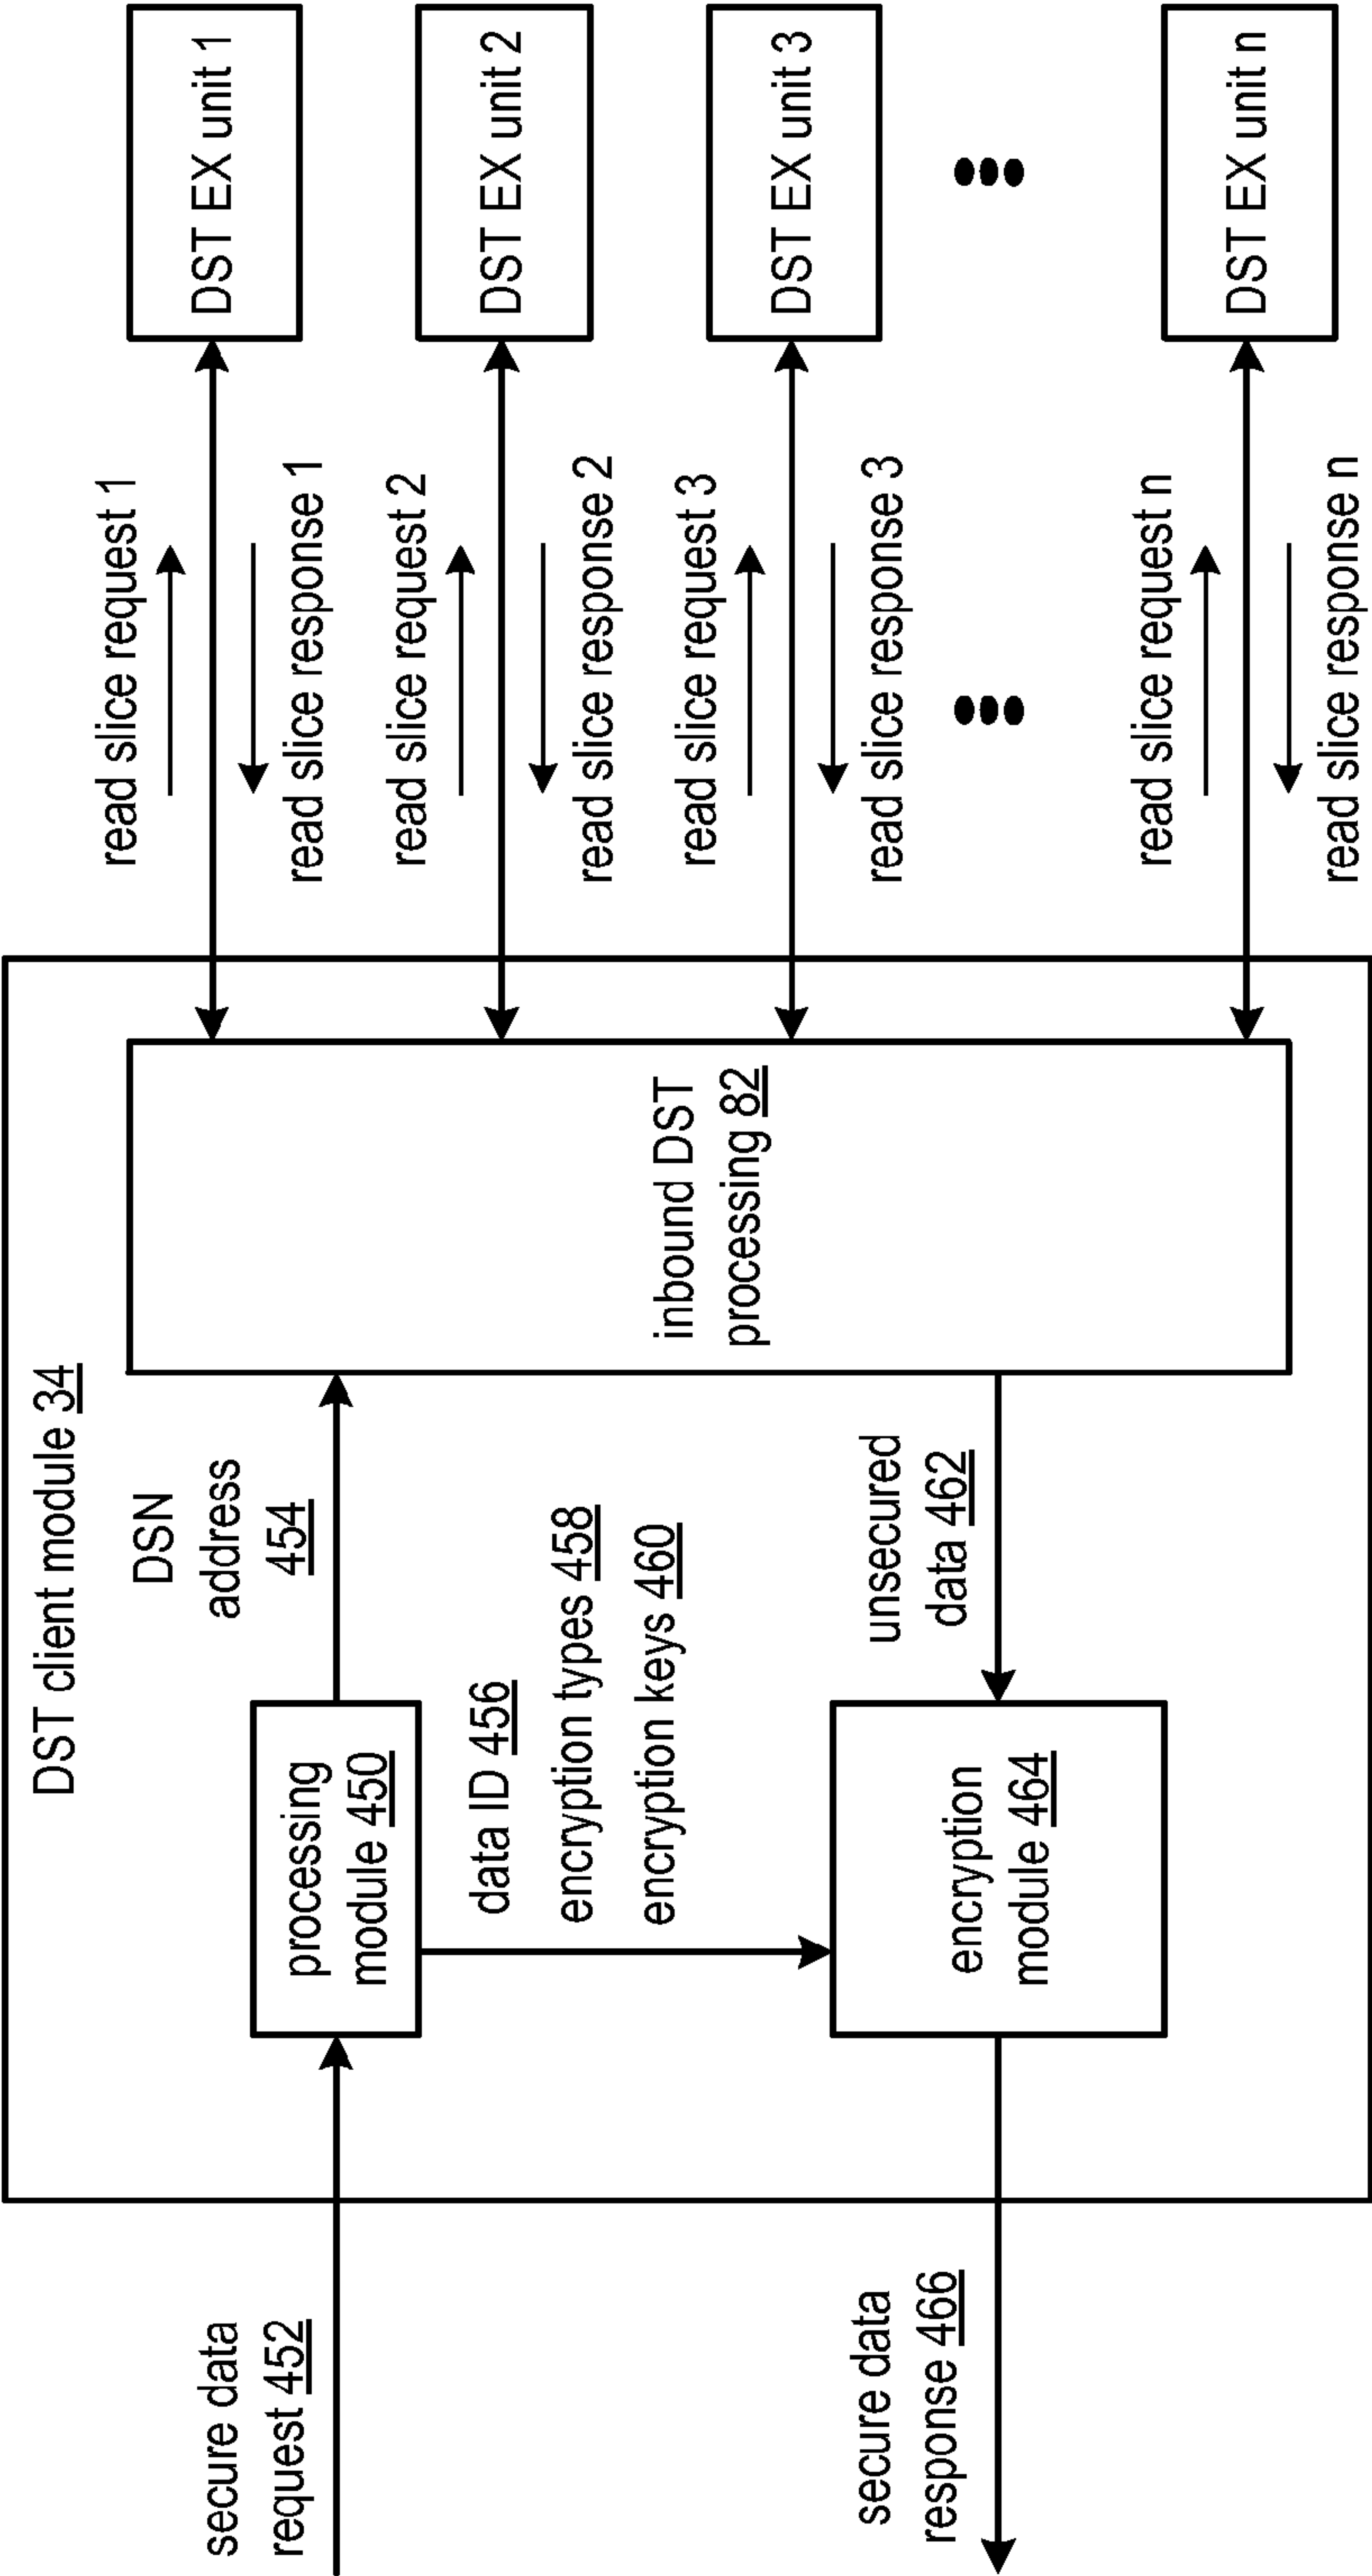 DST client module 34
secure data
request 452
processing
module 450
DSN
address
454
data ID 456
encryption types 458
encryption keys 460
inbound DST
processing 82
unsecured
data 462
encryption
module 464
secure data
response 466
read slice request 1
read slice response 1
DST EX unit 1
read slice request 2
read slice response 2
DST EX unit 2
read slice request 3
read slice response 3
DST EX unit 3
read slice request n
read slice response n
DST EX unit n